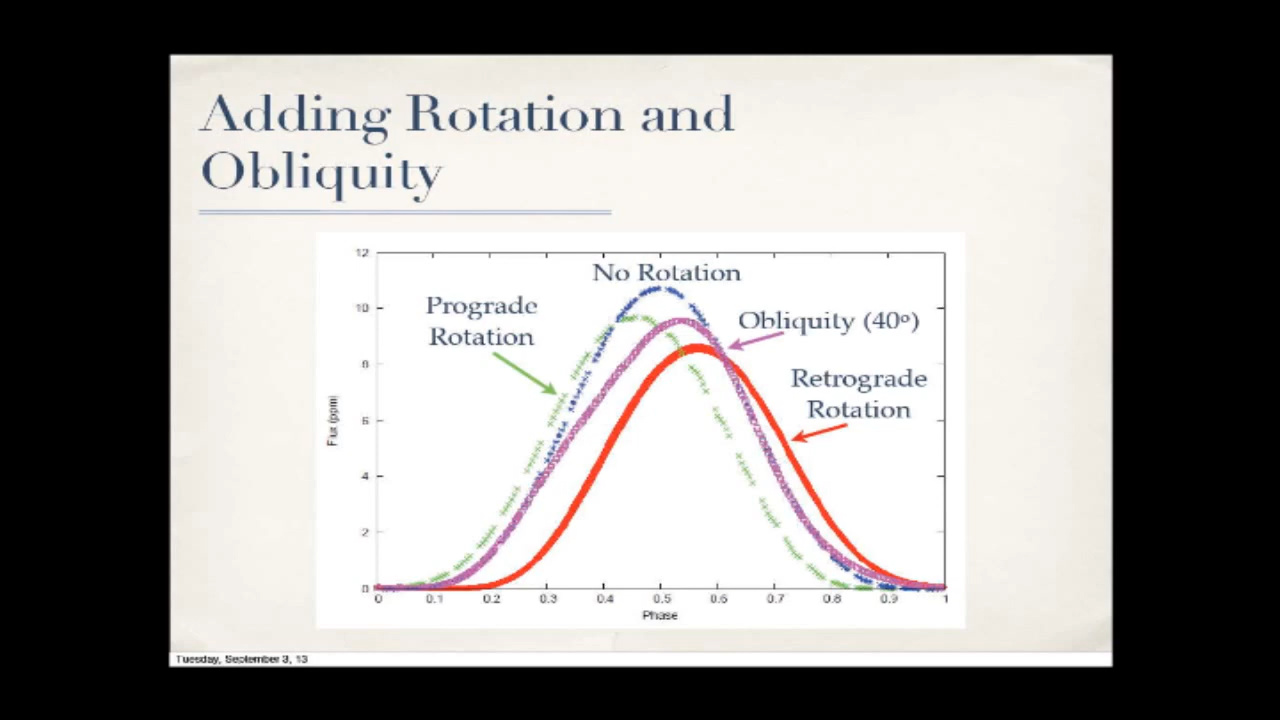 Adding Rotation and
Obliquity
12
10
8
6
4
2
0
Flux (ppm)
No Rotation
Prograde
Rotation
Obliquity (40º)
Retrograde
Rotation
0 0.1 0.2 0.3 0.4 0.5 0.6 0.7 0.8 0.9 1
Phase
Tuesday, September 3, 13